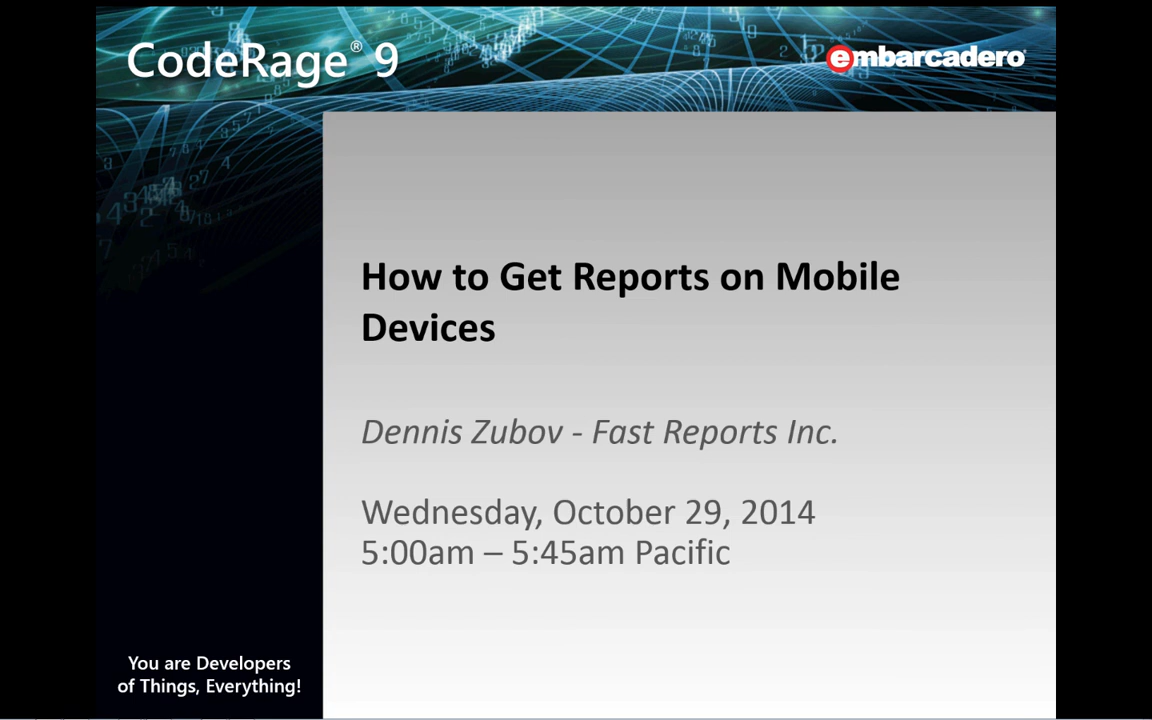 CodeRage® 9
embarcadero®
How to Get Reports on Mobile
Devices
Dennis Zubov - Fast Reports Inc.
Wednesday, October 29, 2014
5:00am – 5:45am Pacific
You are Developers
of Things, Everything!